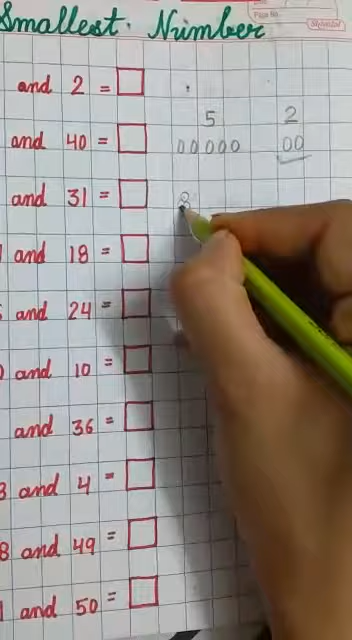 Smallest Number
and 2 =
5 2
and 40 =
00000 00
and 31 =
8
and 18 =
and 24 =
and 10 =
and 36 =
3 and 4 =
8 and 49 =
and 50 =